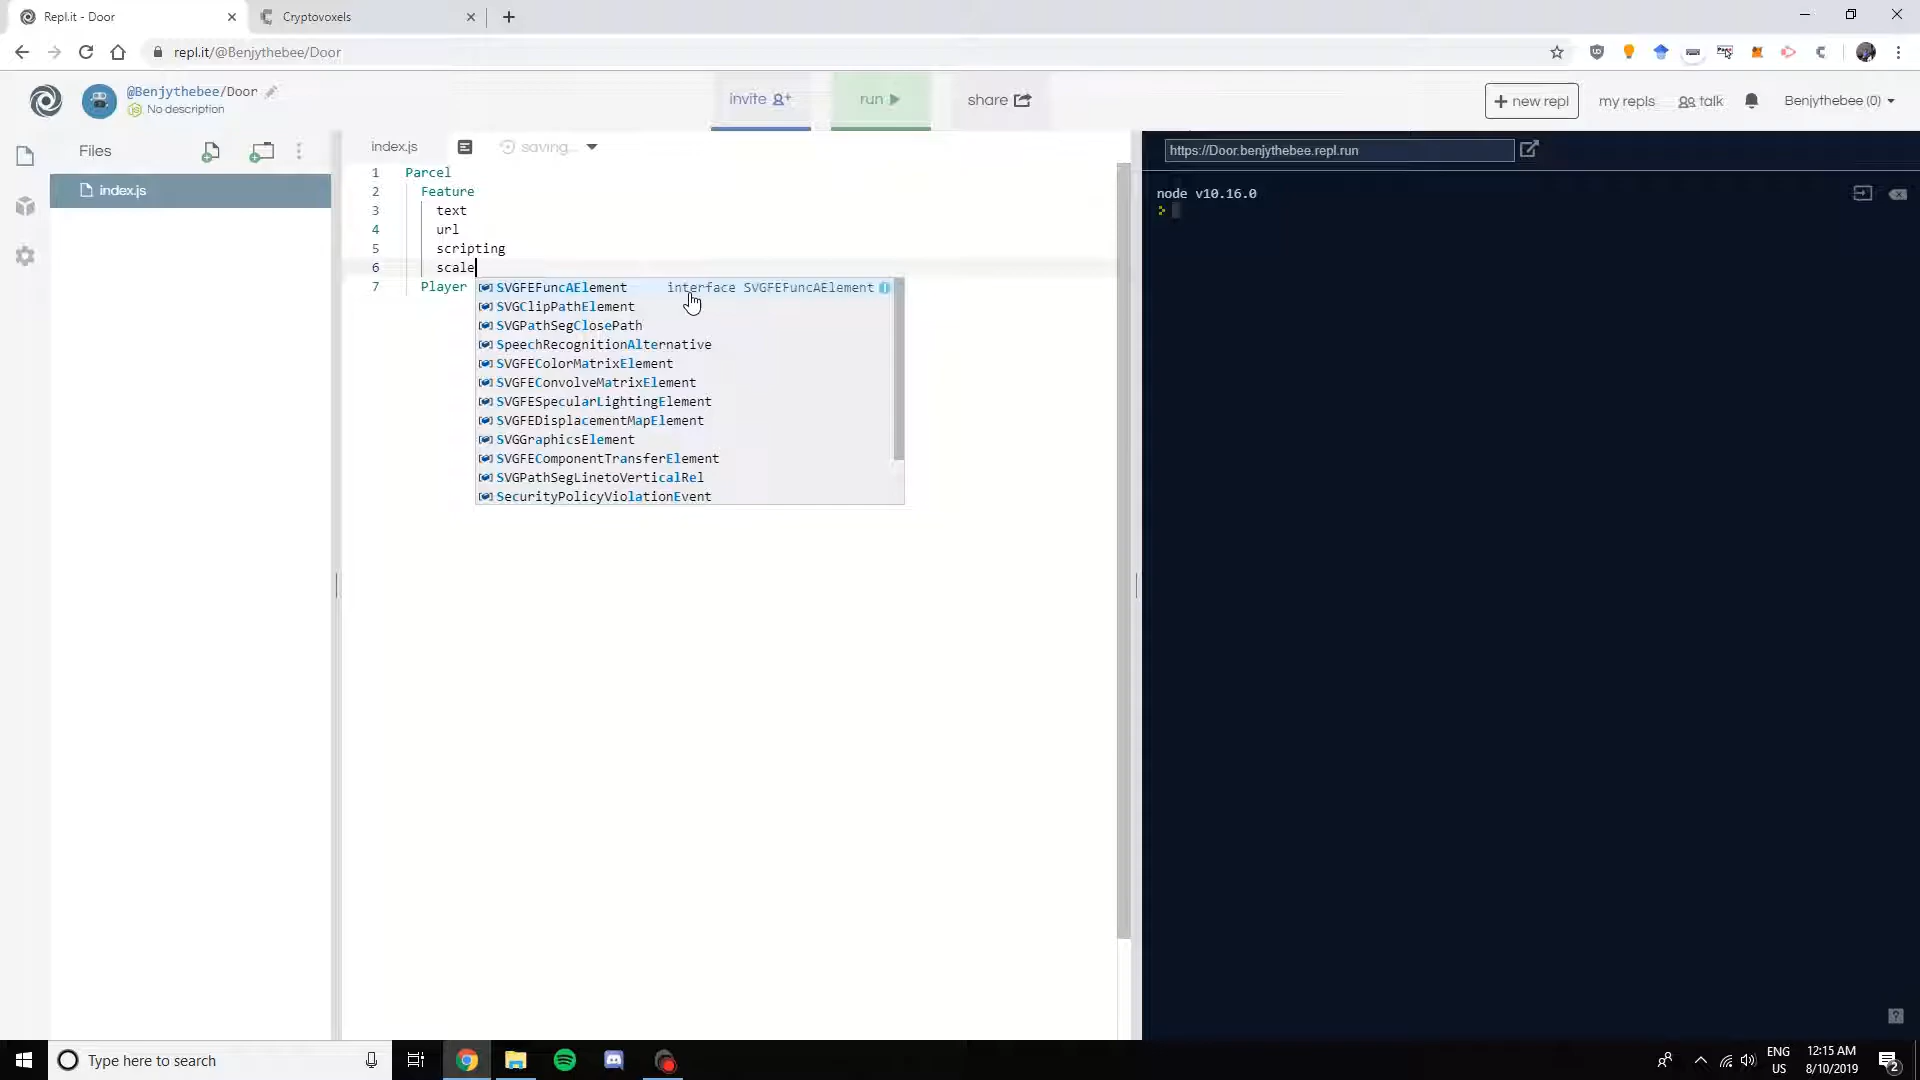 Repl.it - Door
Cryptovoxels
repl.it/@Benjythebee/Door
@Benjythebee/Door
No description
invite
run
share
+ new repl
my repls
talk
Benjythebee (0)
Files
index.js
index.js
saving...
https://Door.benjythebee.repl.run
node v10.16.0
1 Parcel
2 Feature
3 text
4 url
5 scripting
6 scale
7 Player
SVGFEFuncAElement interface SVGFEFuncAElement
SVGClipPathElement
SVGPathSegClosePath
SpeechRecognitionAlternative
SVGFEColorMatrixElement
SVGFEConvolveMatrixElement
SVGFESpecularLightingElement
SVGFEDisplacementMapElement
SVGGraphicsElement
SVGFEComponentTransferElement
SVGPathSegLinetoVerticalRel
SecurityPolicyViolationEvent
Type here to search
ENG
US
12:15 AM
8/10/2019
2